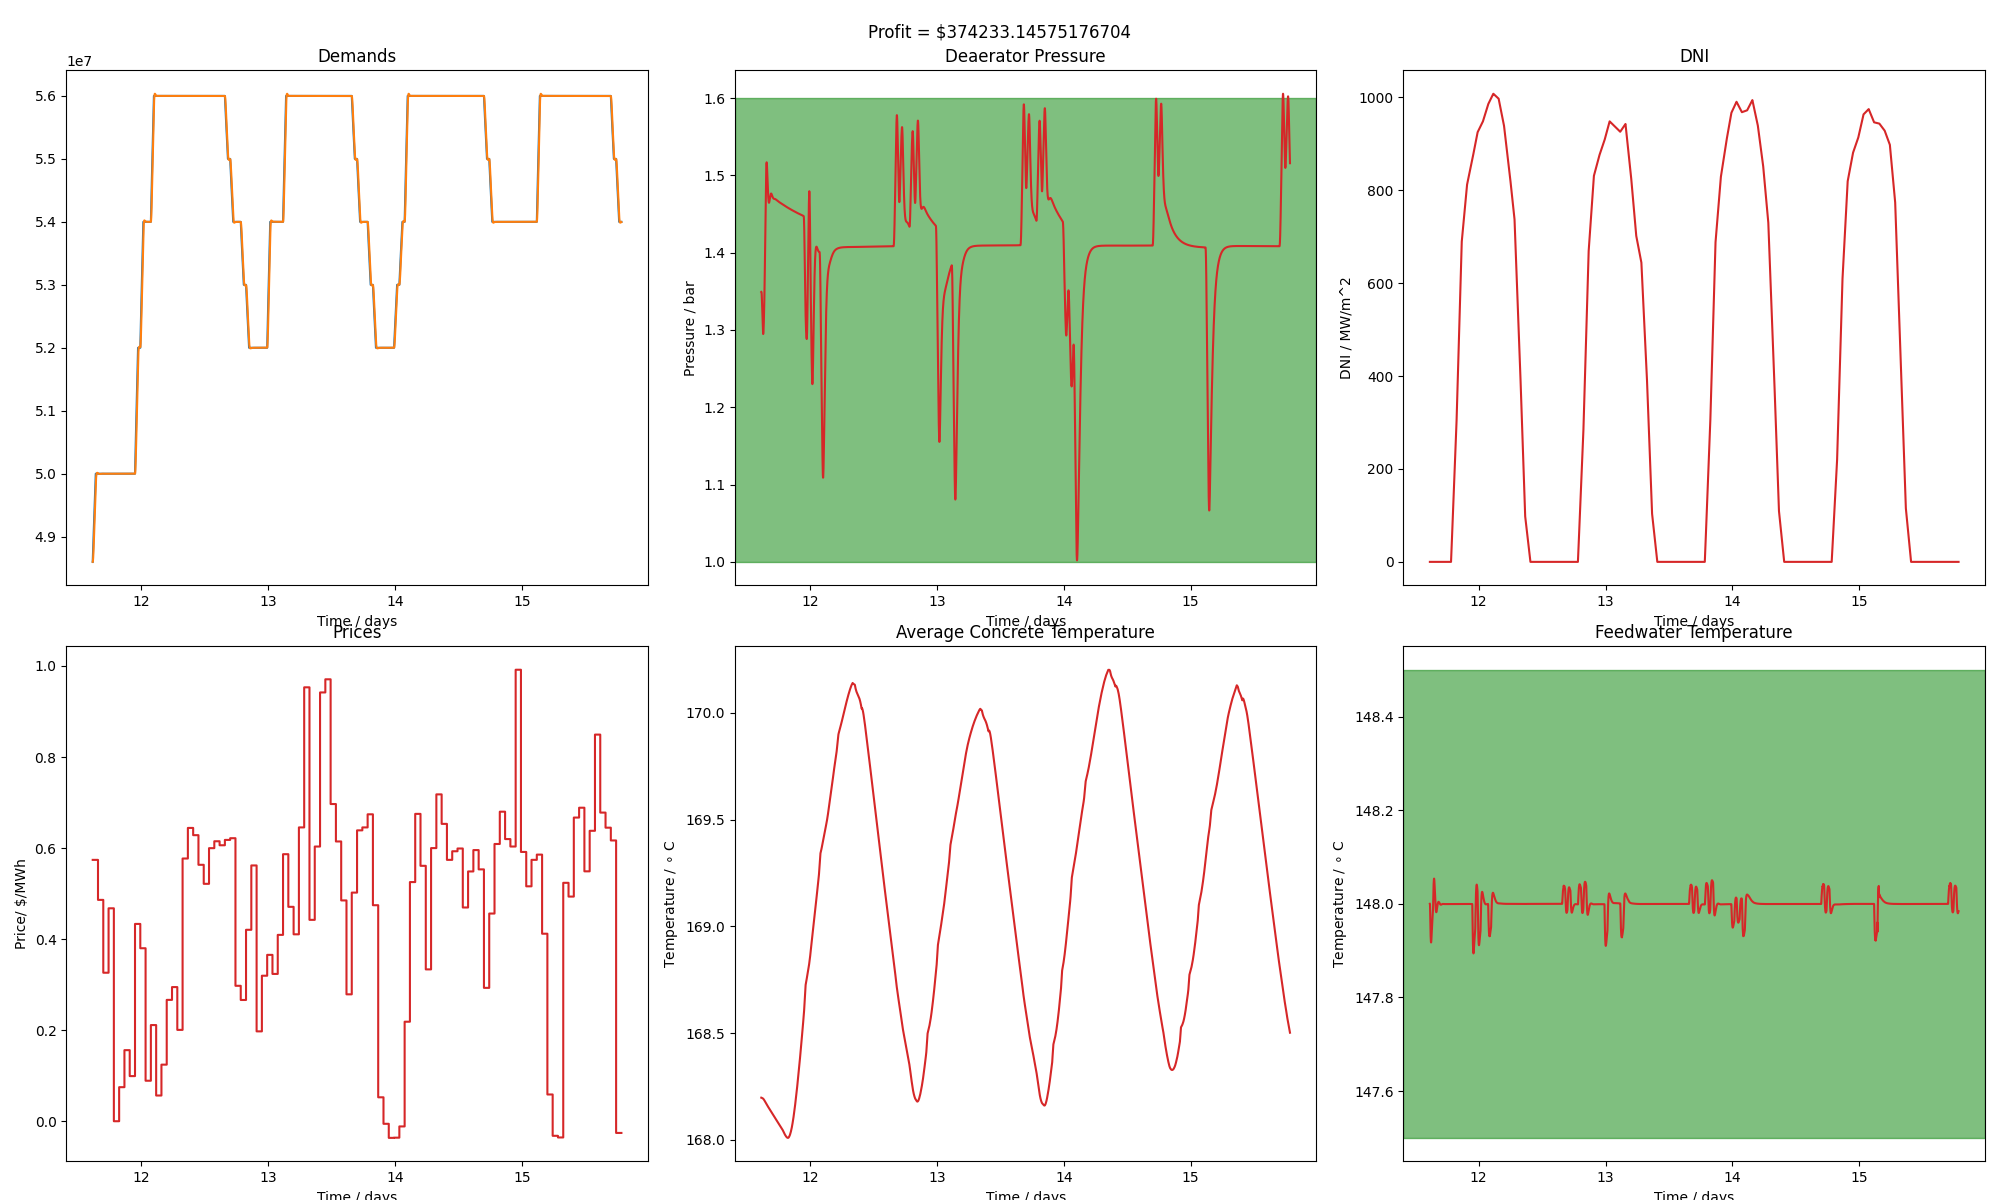 Profit = $374233.14575176704
Demands
1e7
5.6
5.5
5.4
5.3
5.2
5.1
5.0
4.9
12 13 14 15
Time / days
Deaerator Pressure
Pressure / bar
1.6
1.5
1.4
1.3
1.2
1.1
1.0
12 13 14 15
Time / days
DNI
DNI / MW/m^2
1000
800
600
400
200
0
12 13 14 15
Time / days
Prices
Price/ $/MWh
1.0
0.8
0.6
0.4
0.2
0.0
12 13 14 15
Time / days
Average Concrete Temperature
Temperature / ∘ C
170.0
169.5
169.0
168.5
168.0
12 13 14 15
Time / days
Feedwater Temperature
Temperature / ∘ C
148.4
148.2
148.0
147.8
147.6
12 13 14 15
Time / days